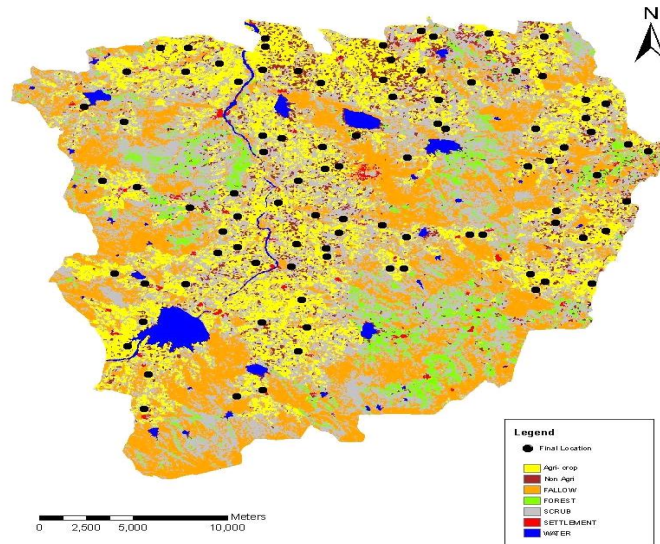 N
Legend
Final Location
Agri- crop
Non Agri
FALLOW
FOREST
SCRUB
SETTLEMENT
WATER
Meters
0 2,500 5,000 10,000